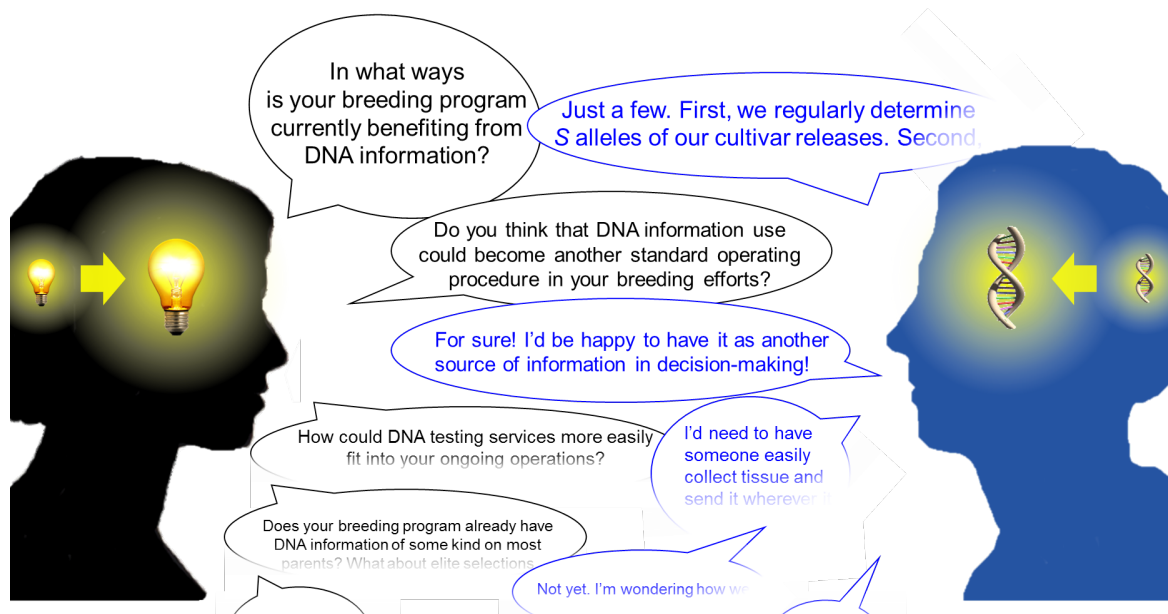 In what ways
is your breeding program
currently benefiting from
DNA information?
Just a few. First, we regularly determine
S alleles of our cultivar releases. Second,
Do you think that DNA information use
could become another standard operating
procedure in your breeding efforts?
For sure! I'd be happy to have it as another
source of information in decision-making!
How could DNA testing services more easily
fit into your ongoing operations?
I'd need to have
someone easily
collect tissue and
send it wherever
Does your breeding program already have
DNA information of some kind on most
parents? What about elite selections
Not yet. I'm wondering how